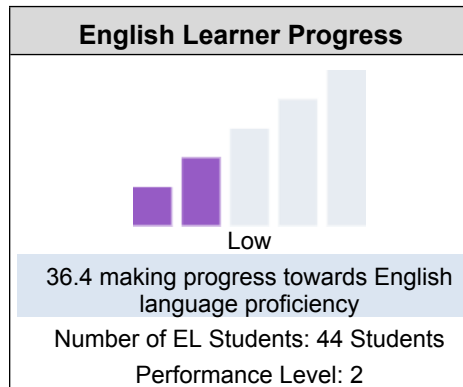 English Learner Progress
Low
36.4 making progress towards English
language proficiency
Number of EL Students: 44 Students
Performance Level: 2